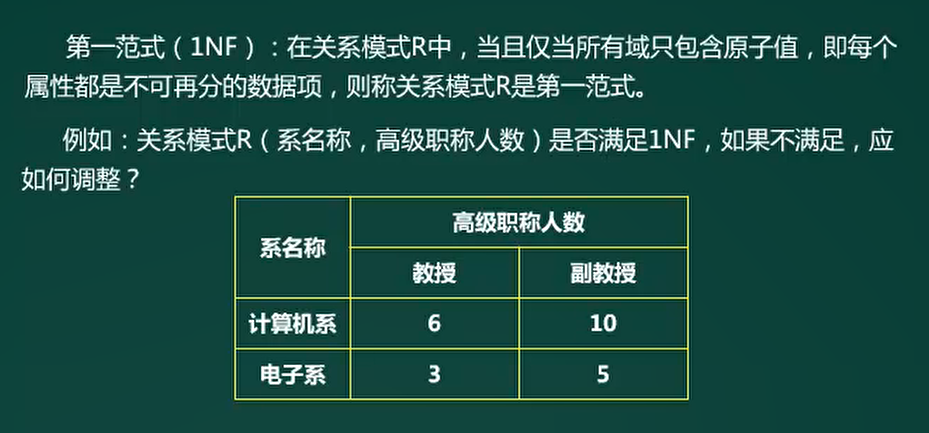 第一范式（1NF）：在关系模式R中，当且仅当所有域只包含原子值，即每个
属性都是不可再分的数据项，则称关系模式R是第一范式。
例如：关系模式R（系名称，高级职称人数）是否满足1NF，如果不满足，应
如何调整？
系名称 高级职称人数
教授 副教授
计算机系 6 10
电子系 3 5